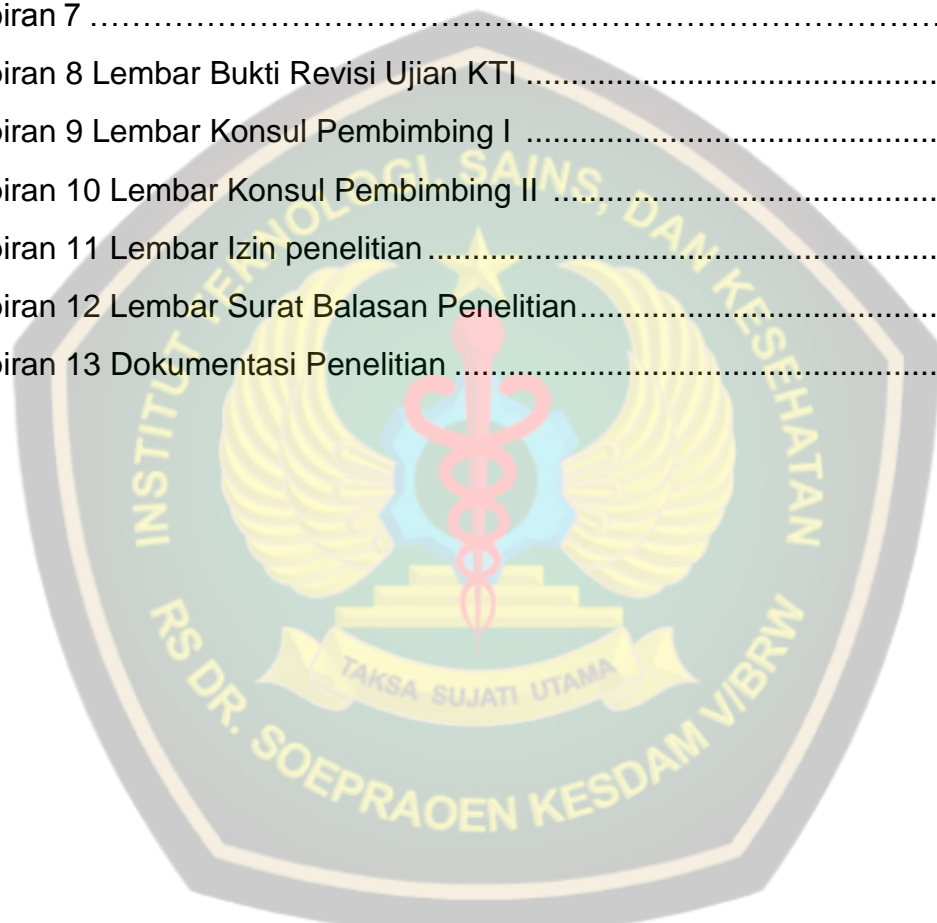 piran 7 ........................................................................
piran 8 Lembar Bukti Revisi Ujian KTI ................................................
piran 9 Lembar Konsul Pembimbing I ................................................
piran 10 Lembar Konsul Pembimbing II .............................................
piran 11 Lembar Izin penelitian ............................................................
piran 12 Lembar Surat Balasan Penelitian ..........................................
piran 13 Dokumentasi Penelitian .........................................................
INSTITUT TEKNOLOGI, SAINS, DAN KESEHATAN
TAKSA SUJATI UTAMA
RS DR. SOEPRAOEN KESDAM V/BRW